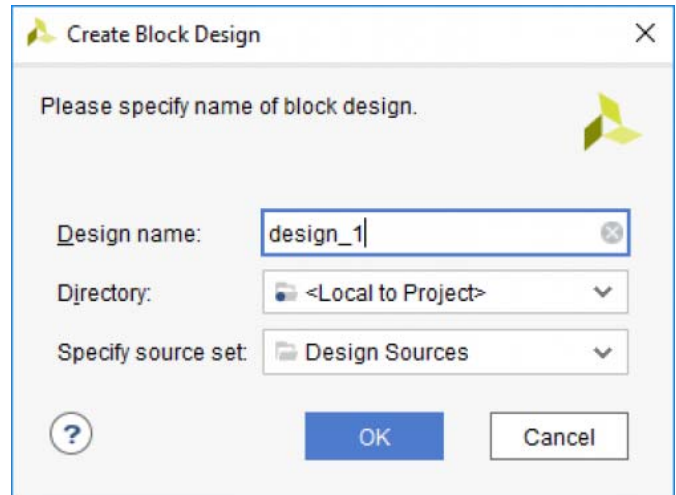 Create Block Design
Please specify name of block design.
Design name: design_1
Directory: <Local to Project>
Specify source set: Design Sources
? OK Cancel